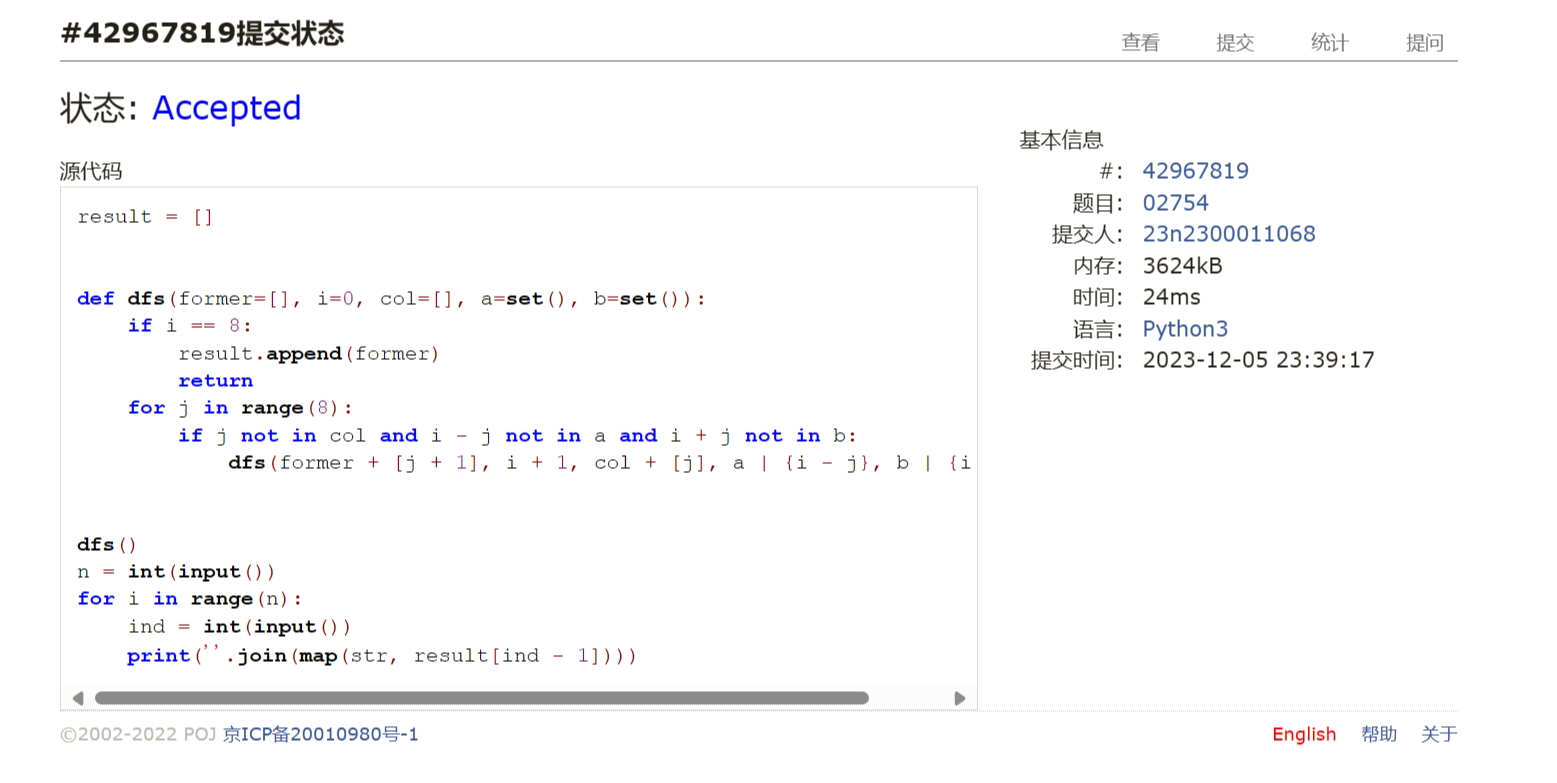 #42967819提交状态
查看 提交 统计 提问
状态: Accepted
源代码
result = []
def dfs(former=[], i=0, col=[], a=set(), b=set()):
    if i == 8:
        result.append(former)
        return
    for j in range(8):
        if j not in col and i - j not in a and i + j not in b:
            dfs(former + [j + 1], i + 1, col + [j], a | {i - j}, b | {i
dfs()
n = int(input())
for i in range(n):
    ind = int(input())
    print(''.join(map(str, result[ind - 1])))
基本信息
#: 42967819
题目: 02754
提交人: 23n2300011068
内存: 3624kB
时间: 24ms
语言: Python3
提交时间: 2023-12-05 23:39:17
©2002-2022 POJ 京ICP备20010980号-1
English 帮助 关于